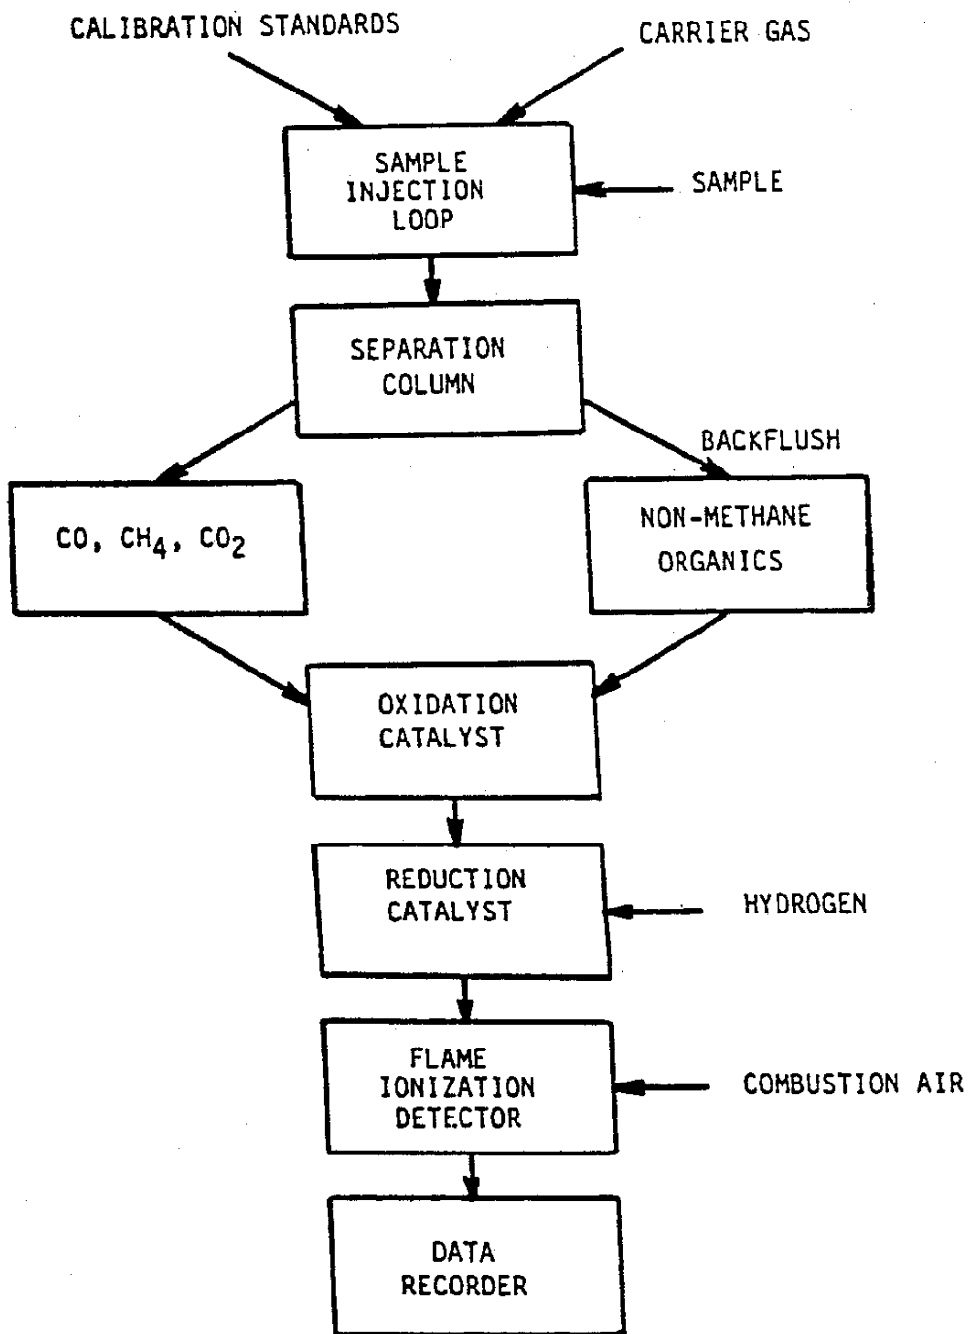 CALIBRATION STANDARDS
CARRIER GAS
SAMPLE
INJECTION
LOOP
SAMPLE
SEPARATION
COLUMN
BACKFLUSH
CO, CH4, CO2
NON-METHANE
ORGANICS
OXIDATION
CATALYST
REDUCTION
CATALYST
HYDROGEN
FLAME
IONIZATION
DETECTOR
COMBUSTION AIR
DATA
RECORDER